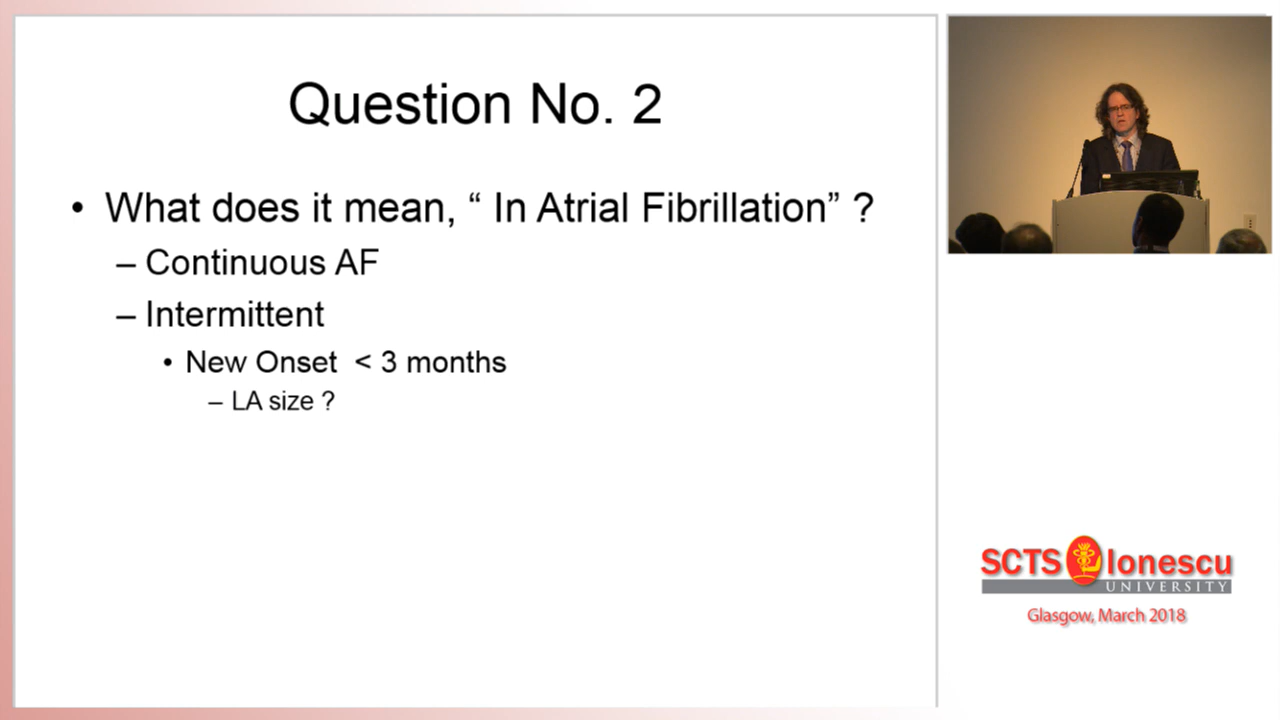 Question No. 2
• What does it mean, “ In Atrial Fibrillation” ?
– Continuous AF
– Intermittent
• New Onset < 3 months
– LA size ?
SCTS Ionescu
UNIVERSITY
Glasgow, March 2018